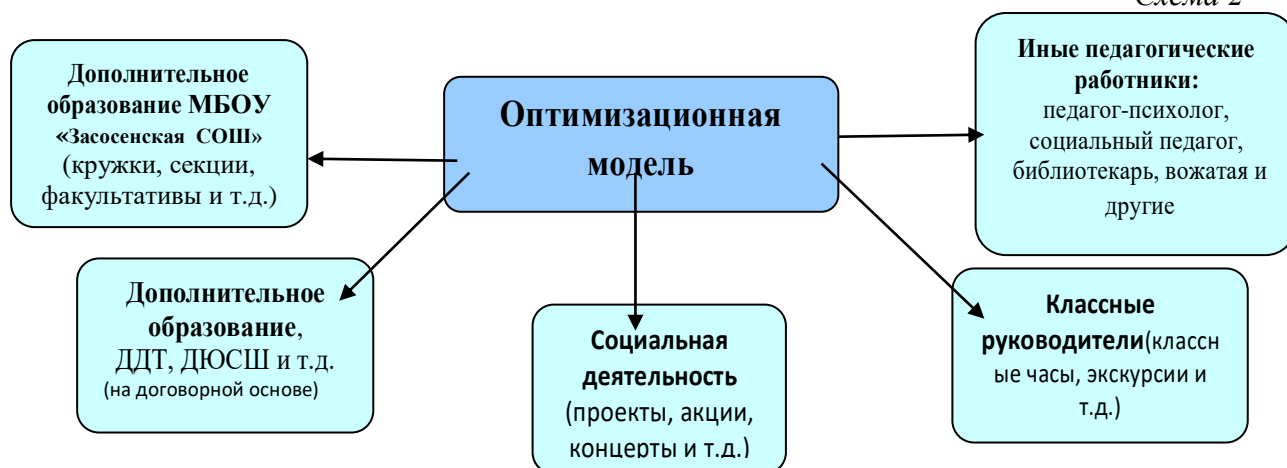 Схема 2
Дополнительное
образование МБОУ
«Засосенская СОШ»
(кружки, секции,
факультативы и т.д.)
Оптимизационная
модель
Иные педагогические
работники:
педагог-психолог,
социальный педагог,
библиотекарь, вожатая и
другие
Дополнительное
образование,
ДДТ, ДЮСШ и т.д.
(на договорной основе)
Социальная
деятельность
(проекты, акции,
концерты и т.д.)
Классные
руководители(классн
ые часы, экскурсии и
т.д.)